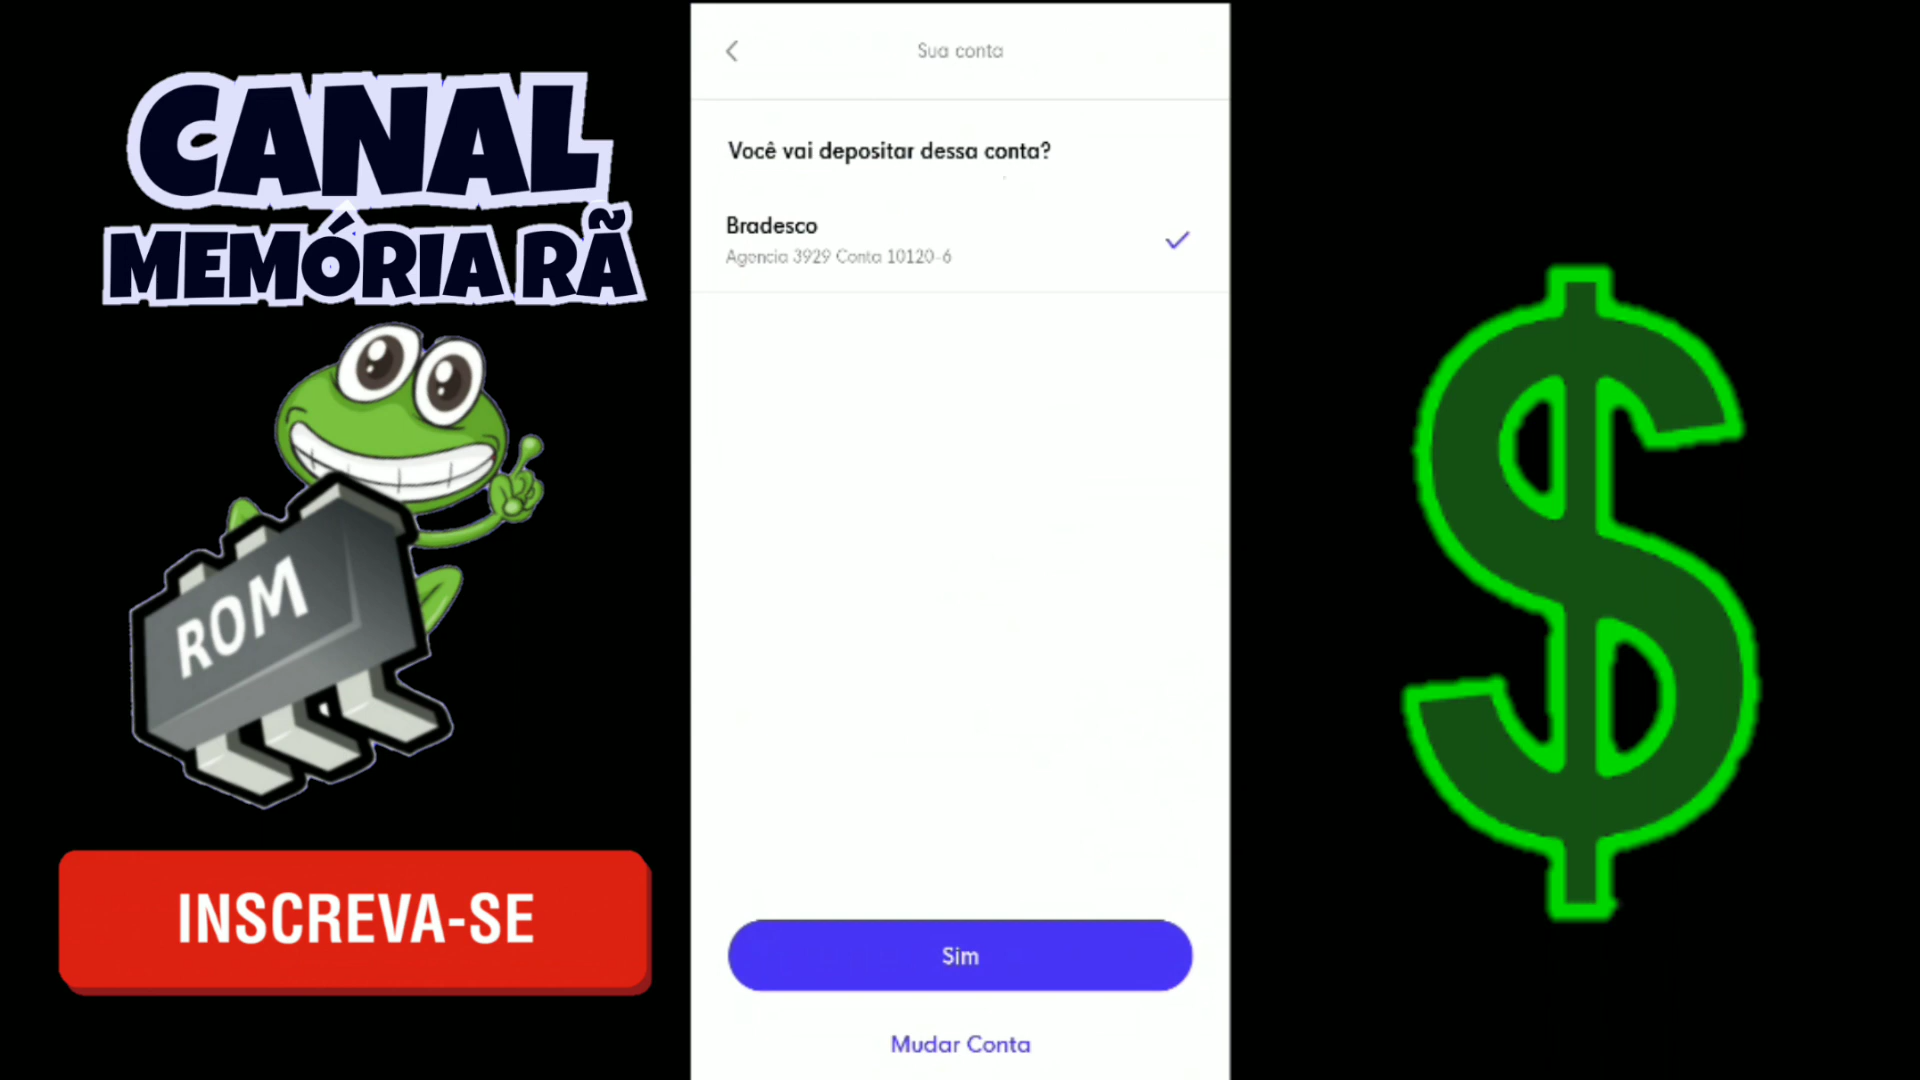 CANAL
MEMÓRIA RÃ
ROM
INSCREVA-SE
Sua conta
Você vai depositar dessa conta?
Bradesco
Agencia 3929 Conta 10120-6
Sim
Mudar Conta